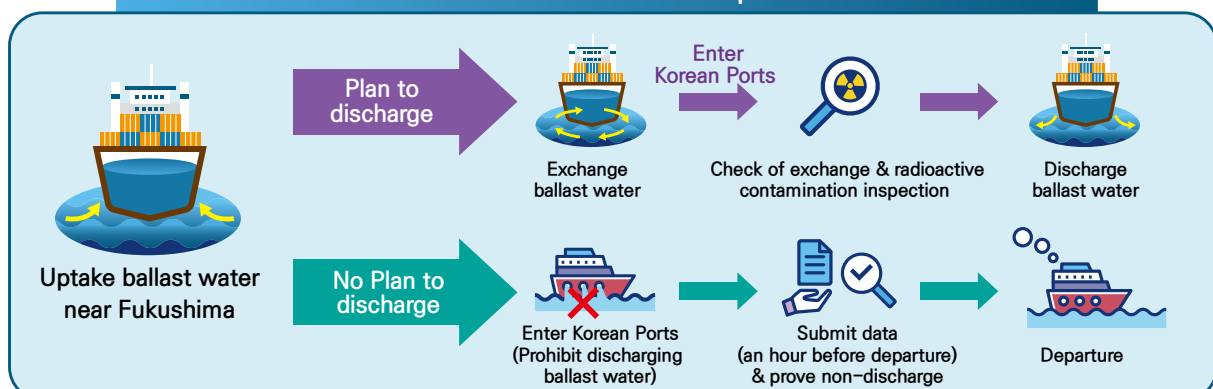 Uptake ballast water
near Fukushima
Plan to
discharge
Exchange
ballast water
Enter
Korean Ports
Check of exchange & radioactive
contamination inspection
Discharge
ballast water
No Plan to
discharge
Enter Korean Ports
(Prohibit discharging
ballast water)
Submit data
(an hour before departure)
& prove non-discharge
Departure